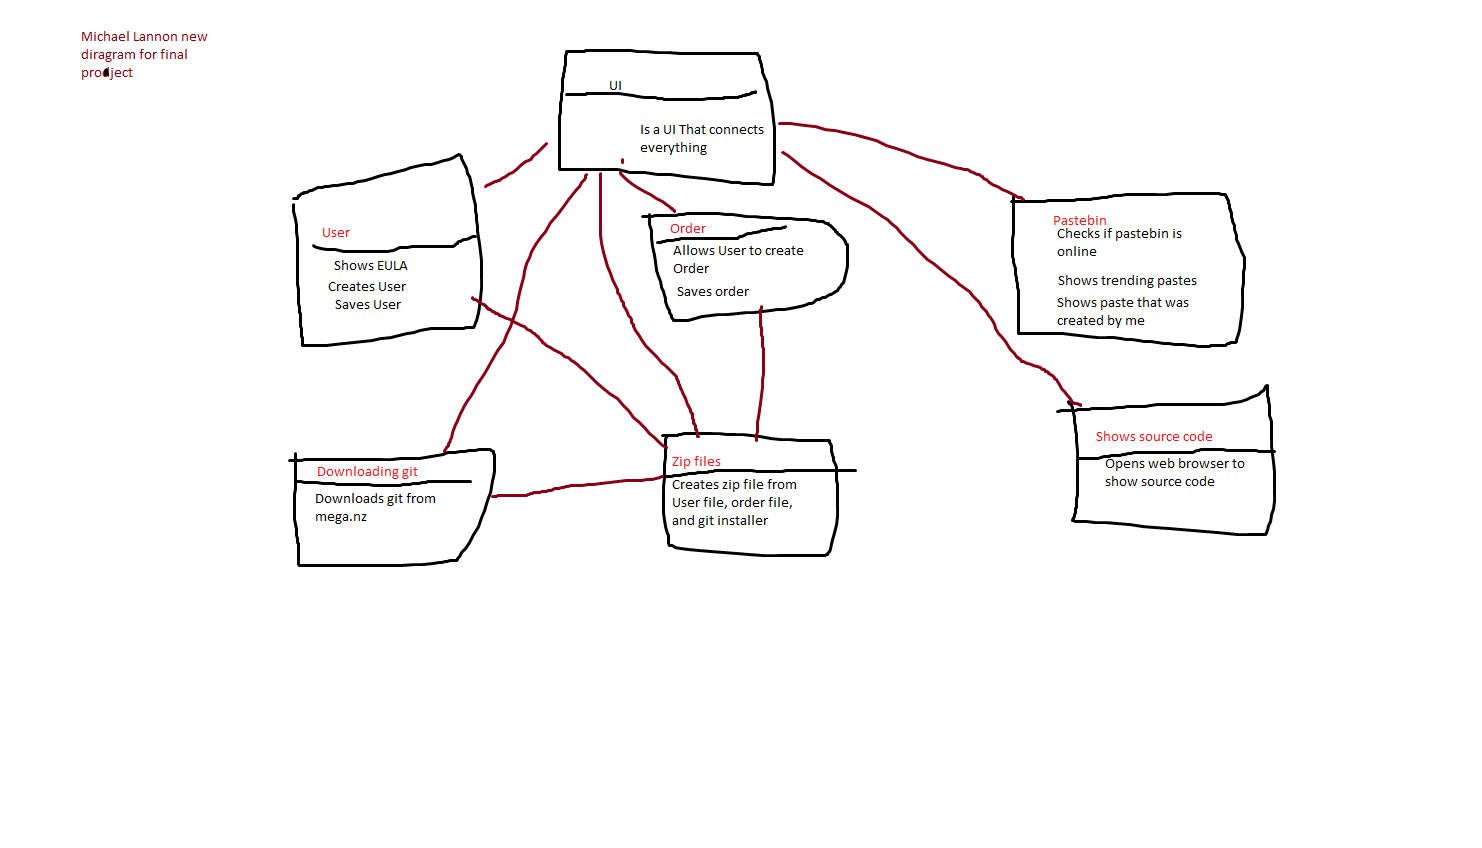 Michael Lannon new
diragram for final
prodject
UI
Is a UI That connects
everything
User
Shows EULA
Creates User
Saves User
Order
Allows User to create
Order
Saves order
Pastebin
Checks if pastebin is
online
Shows trending pastes
Shows paste that was
created by me
Downloading git
Downloads git from
mega.nz
Zip files
Creates zip file from
User file, order file,
and git installer
Shows source code
Opens web browser to
show source code